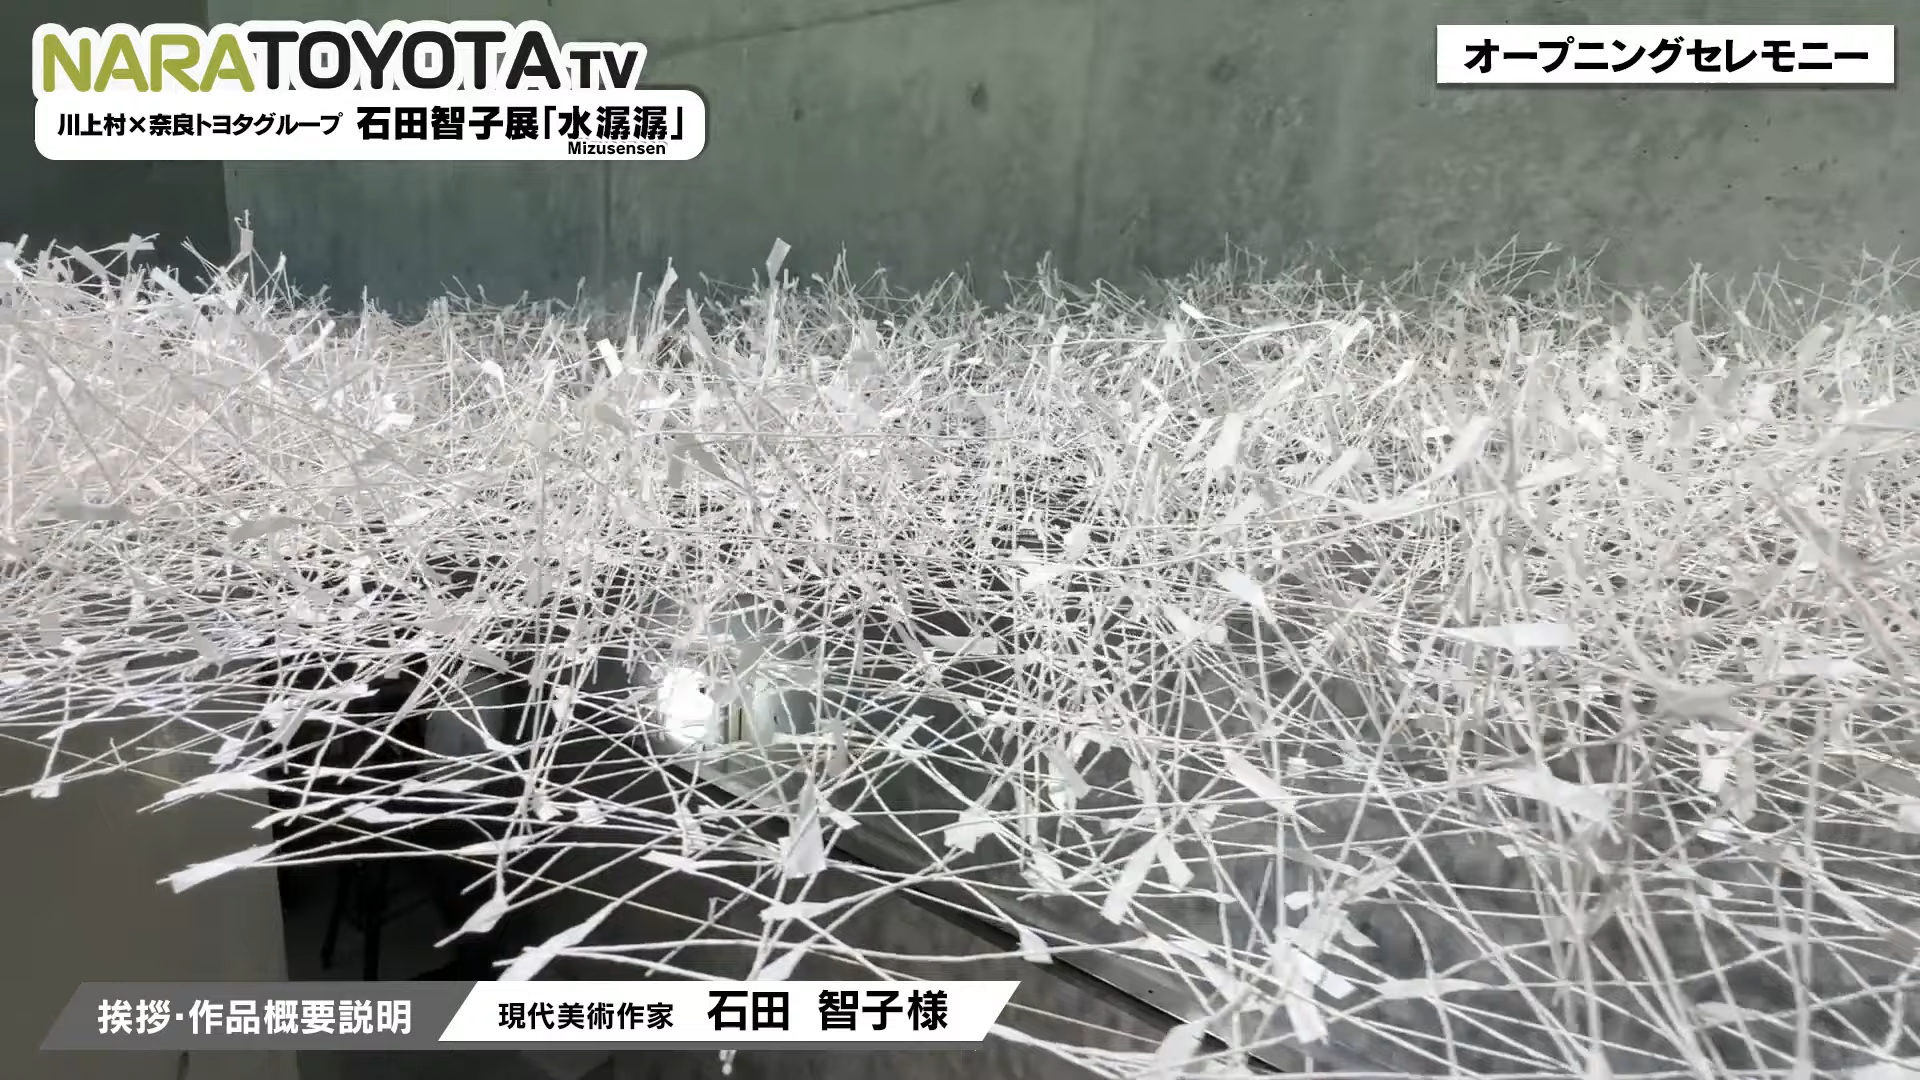 NARA TOYOTA TV
川上村×奈良トヨタグループ 石田智子展「水潺潺」
Mizusensen
オープニングセレモニー
挨拶・作品概要説明 現代美術作家 石田 智子様